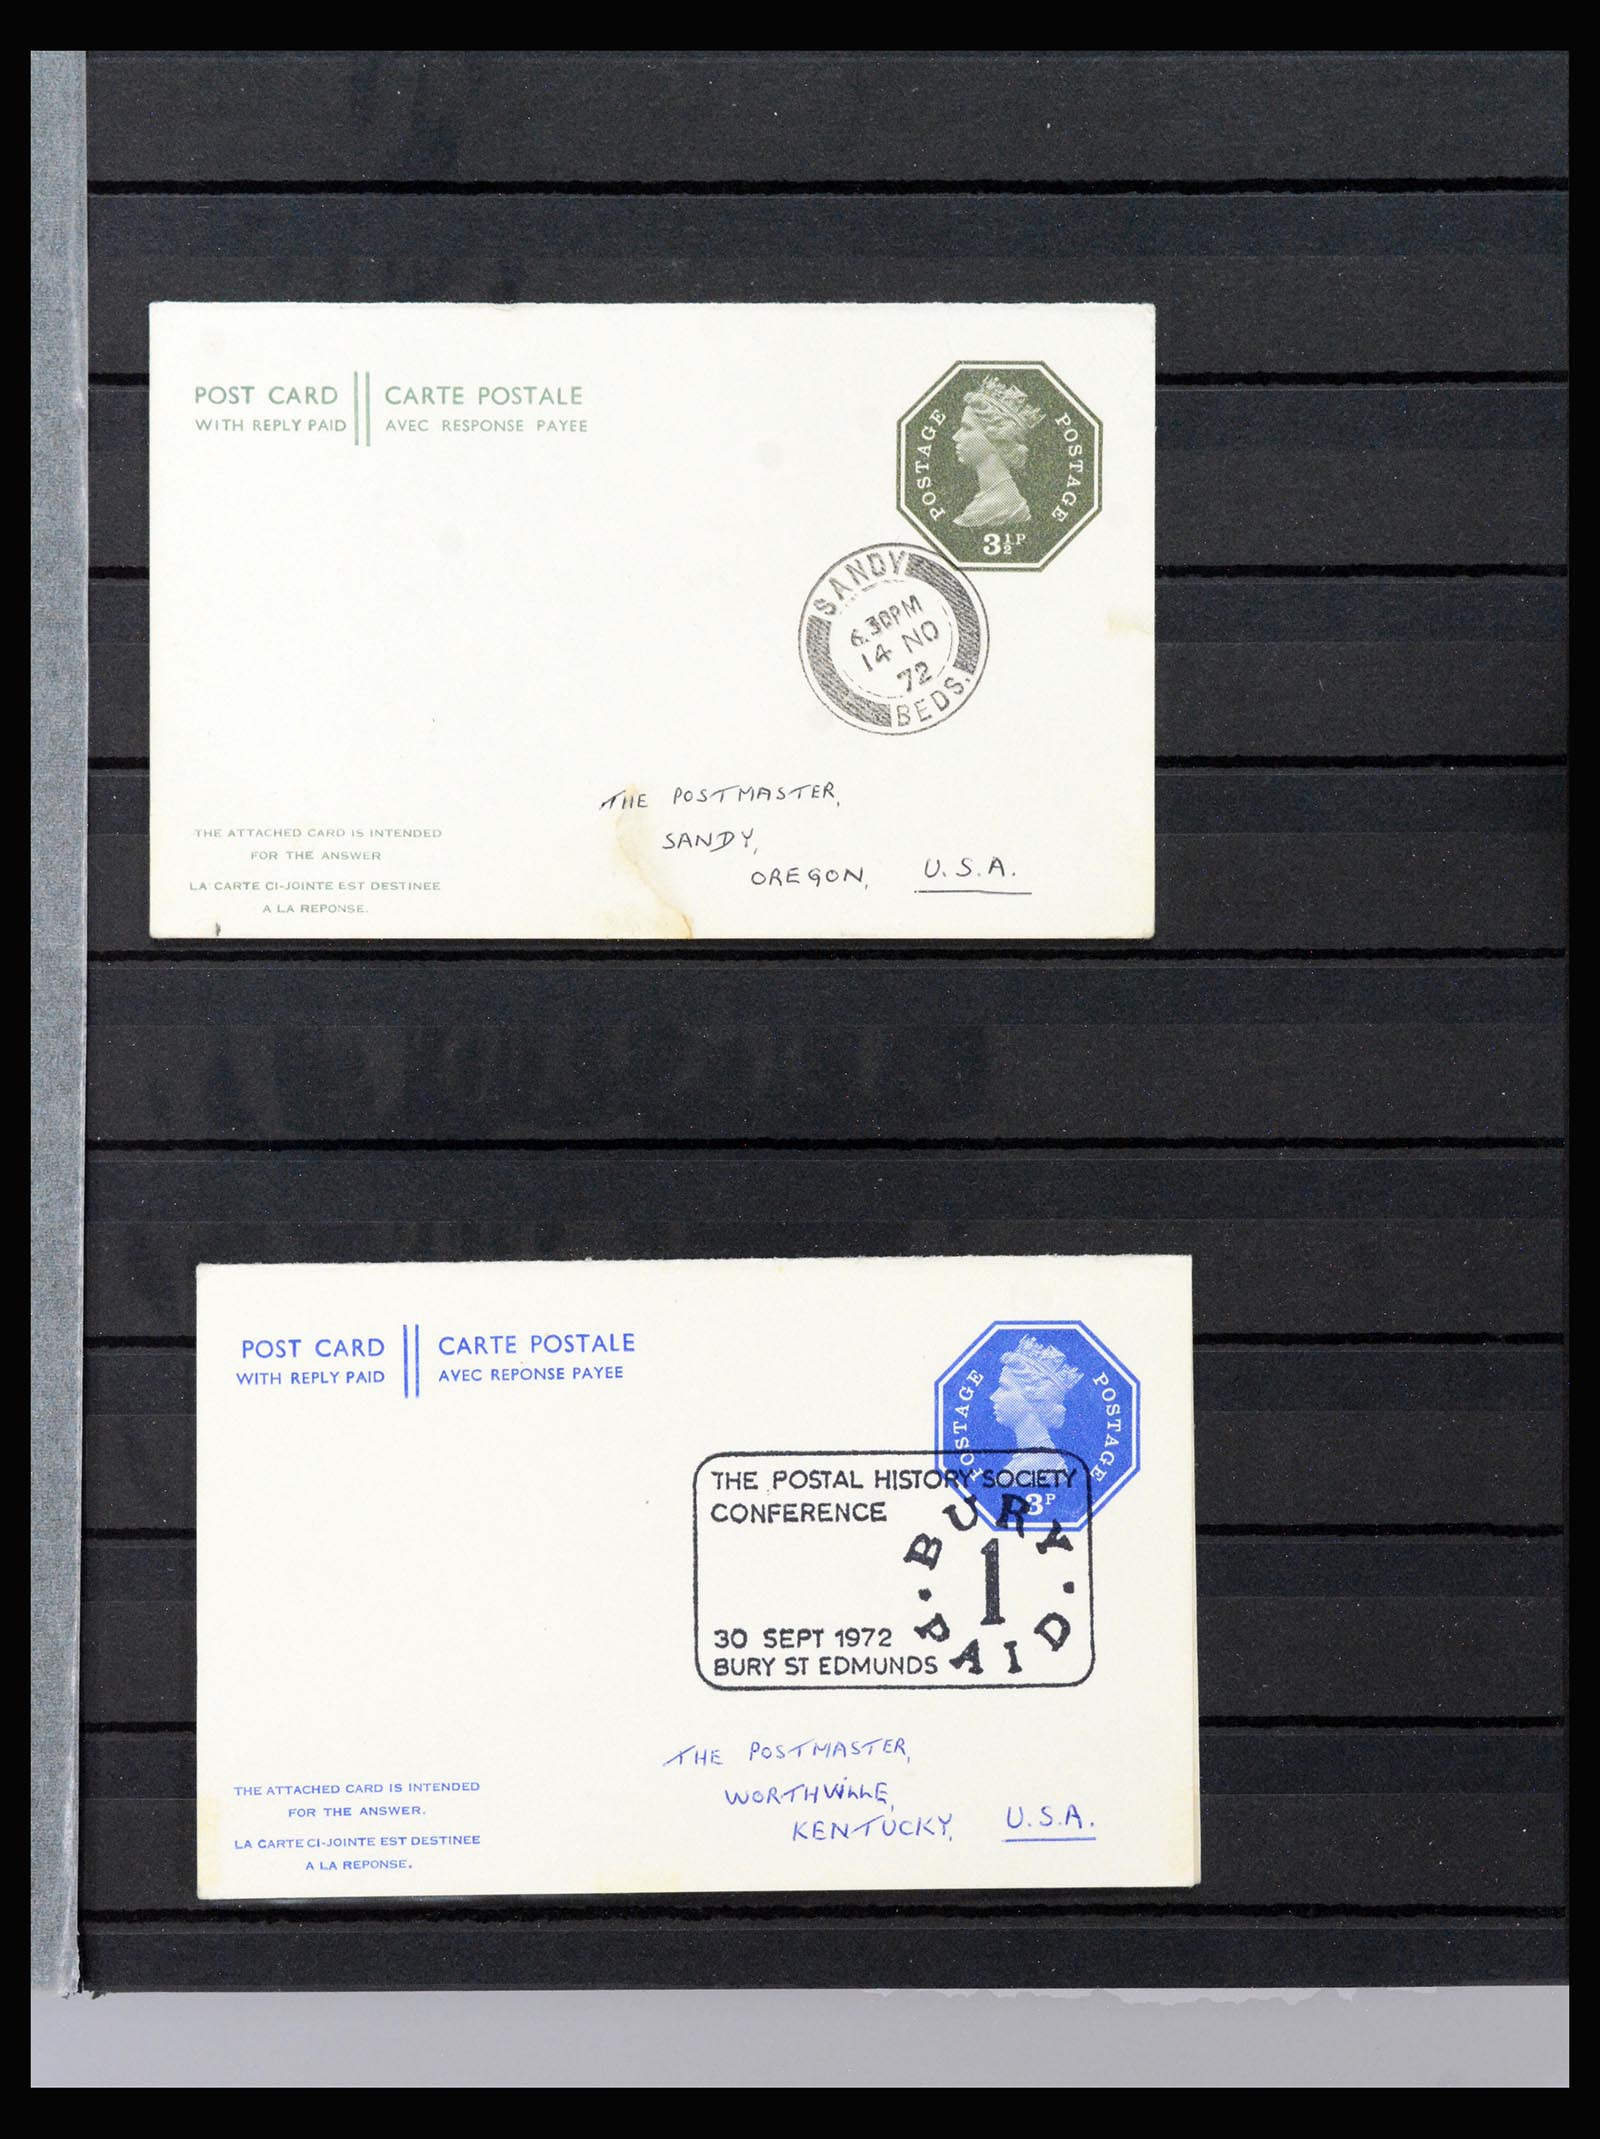 POST CARD CARTE POSTALE
WITH REPLY PAID AVEC RESPONSE PAYEE
POSTAGE POSTAGE
3½P
SANDY
6.30PM
14 NO
72
BEDS.
THE POSTMASTER,
SANDY,
OREGON, U.S.A.
THE ATTACHED CARD IS INTENDED
FOR THE ANSWER
LA CARTE CI-JOINTE EST DESTINEE
A LA REPONSE.
POST CARD CARTE POSTALE
WITH REPLY PAID AVEC REPONSE PAYEE
POSTAGE POSTAGE
3P
THE POSTAL HISTORY SOCIETY
CONFERENCE
BURY
1
PAID
30 SEPT 1972
BURY ST EDMUNDS
THE POSTMASTER,
WORTHVILLE,
KENTUCKY, U.S.A.
THE ATTACHED CARD IS INTENDED
FOR THE ANSWER.
LA CARTE CI-JOINTE EST DESTINEE
A LA REPONSE.